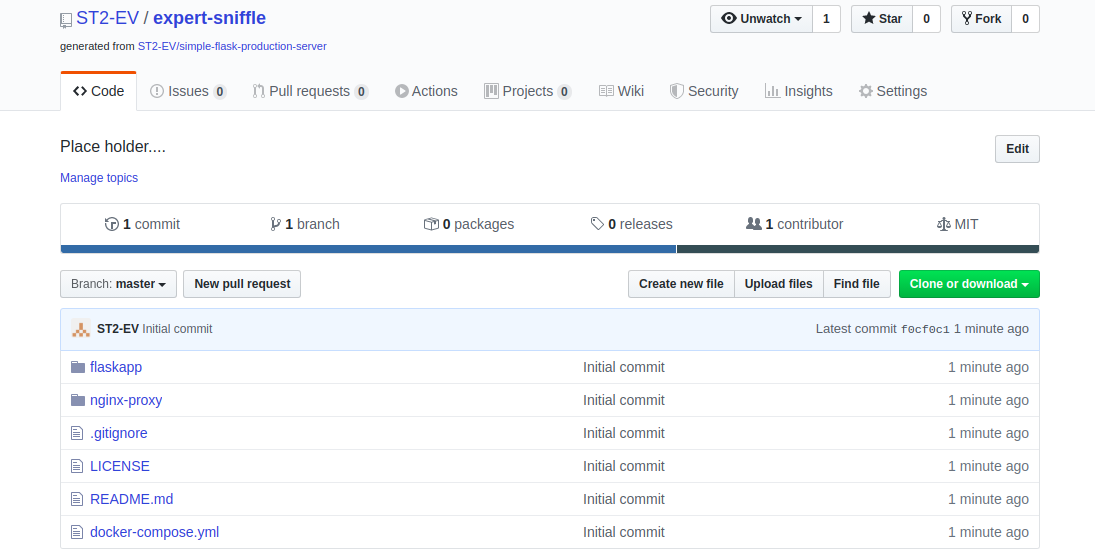 ST2-EV / expert-sniffle Unwatch 1 Star 0 Fork 0
generated from ST2-EV/simple-flask-production-server
Code Issues 0 Pull requests 0 Actions Projects 0 Wiki Security Insights Settings
Place holder.... Edit
Manage topics
1 commit 1 branch 0 packages 0 releases 1 contributor MIT
Branch: master New pull request Create new file Upload files Find file Clone or download
ST2-EV Initial commit Latest commit f0cf0c1 1 minute ago
flaskapp Initial commit 1 minute ago
nginx-proxy Initial commit 1 minute ago
.gitignore Initial commit 1 minute ago
LICENSE Initial commit 1 minute ago
README.md Initial commit 1 minute ago
docker-compose.yml Initial commit 1 minute ago